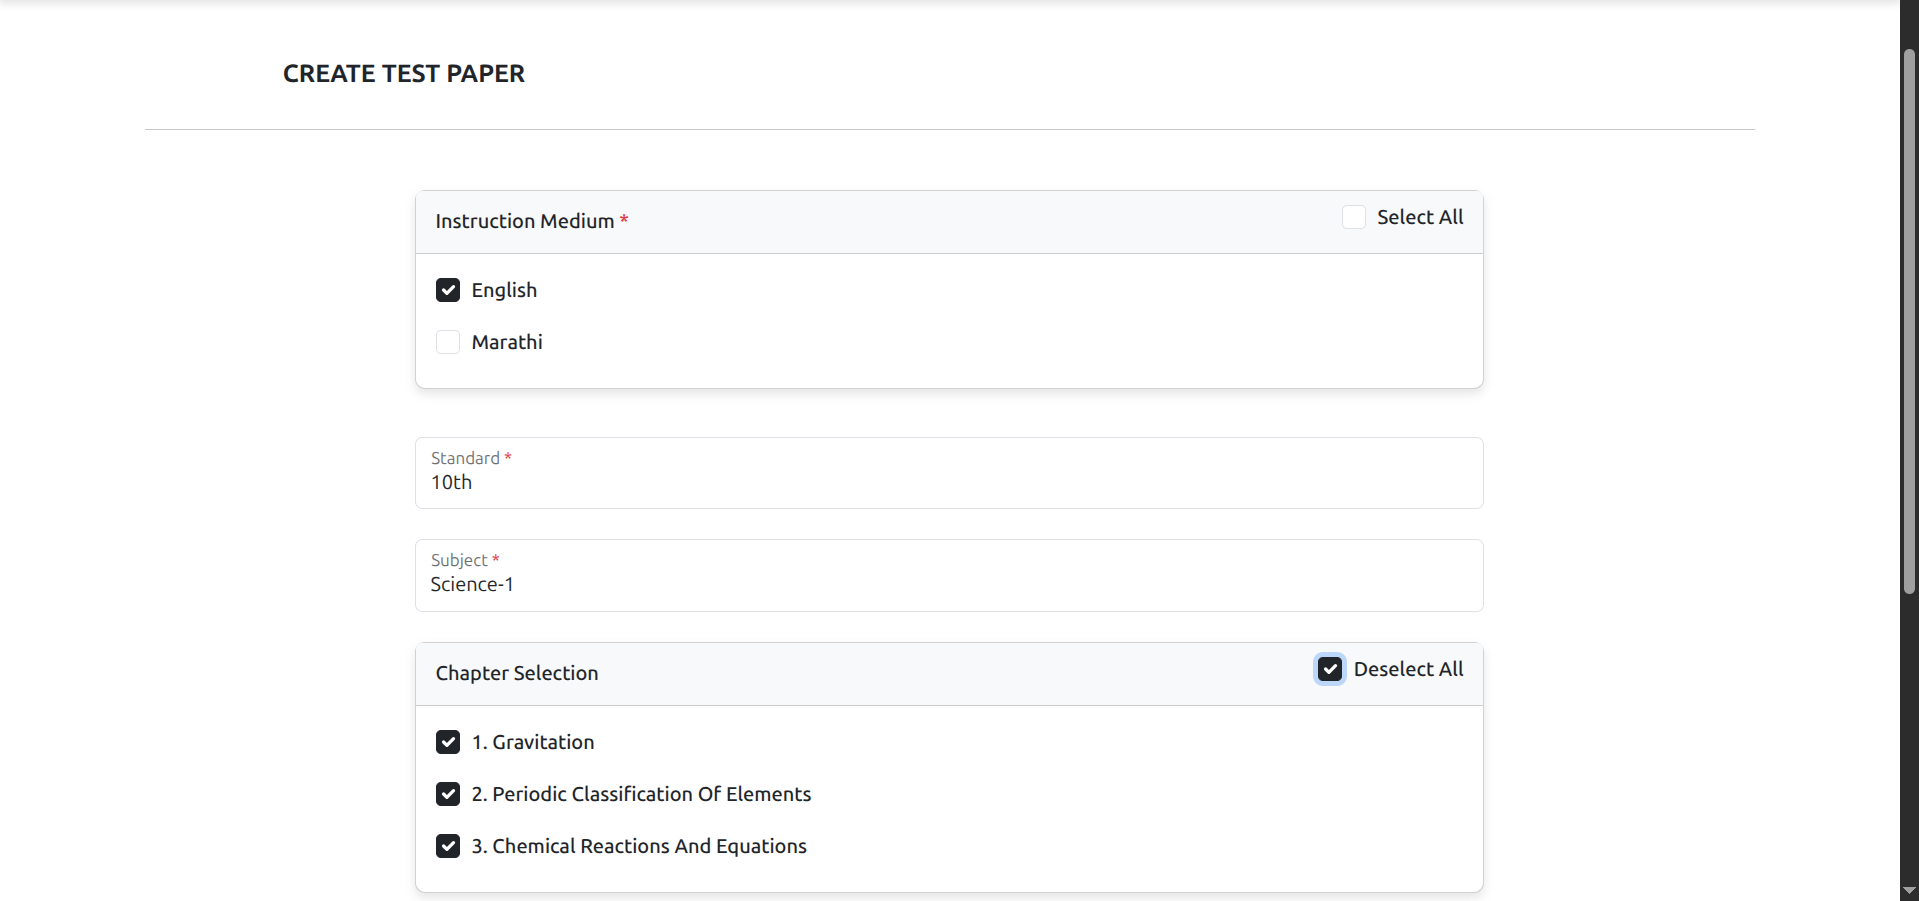 CREATE TEST PAPER
Instruction Medium *
Select All
English
Marathi
Standard *
10th
Subject *
Science-1
Chapter Selection
Deselect All
1. Gravitation
2. Periodic Classification Of Elements
3. Chemical Reactions And Equations